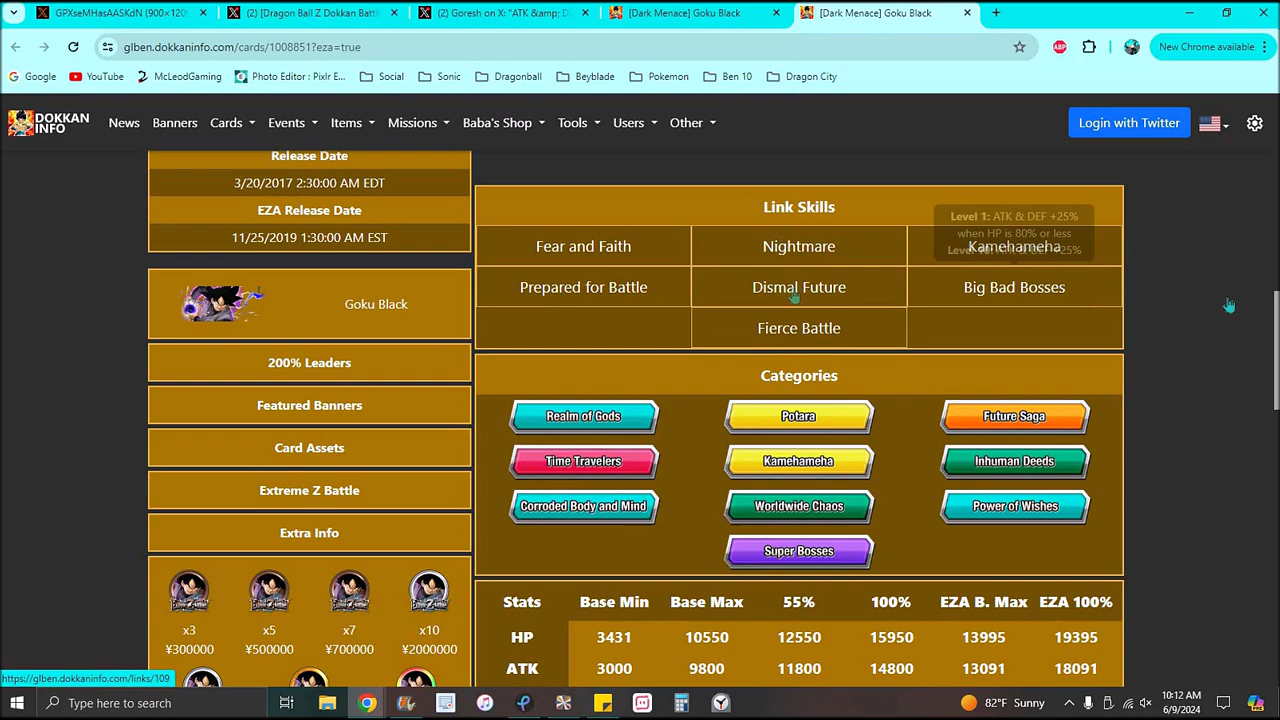 GPXseMHasAASKdN (900×120
(2) [Dragon Ball Z Dokkan Battl
(2) Goresh on X: "ATK &amp; D
[Dark Menace] Goku Black
[Dark Menace] Goku Black
glben.dokkaninfo.com/cards/1008851?eza=true
New Chrome available
Google
YouTube
McLeodGaming
Photo Editor : Pixlr E...
Social
Sonic
Dragonball
Beyblade
Pokemon
Ben 10
Dragon City
DOKKAN
INFO
News
Banners
Cards
Events
Items
Missions
Baba's Shop
Tools
Users
Other
Login with Twitter
Release Date
3/20/2017 2:30:00 AM EDT
EZA Release Date
11/25/2019 1:30:00 AM EST
Goku Black
200% Leaders
Featured Banners
Card Assets
Extreme Z Battle
Extra Info
x3 x5 x7 x10
¥300000 ¥500000 ¥700000 ¥2000000
Link Skills
Level 1: ATK & DEF +25%
when HP is 80% or less
Fear and Faith Nightmare Kamehameha
Prepared for Battle Dismal Future Big Bad Bosses
Fierce Battle
Categories
Realm of Gods Potara Future Saga
Time Travelers Kamehameha Inhuman Deeds
Corroded Body and Mind Worldwide Chaos Power of Wishes
Super Bosses
Stats Base Min Base Max 55% 100% EZA B. Max EZA 100%
HP 3431 10550 12550 15950 13995 19395
ATK 3000 9800 11800 14800 13091 18091
https://glben.dokkaninfo.com/links/109
Type here to search
82°F Sunny
10:12 AM
6/9/2024